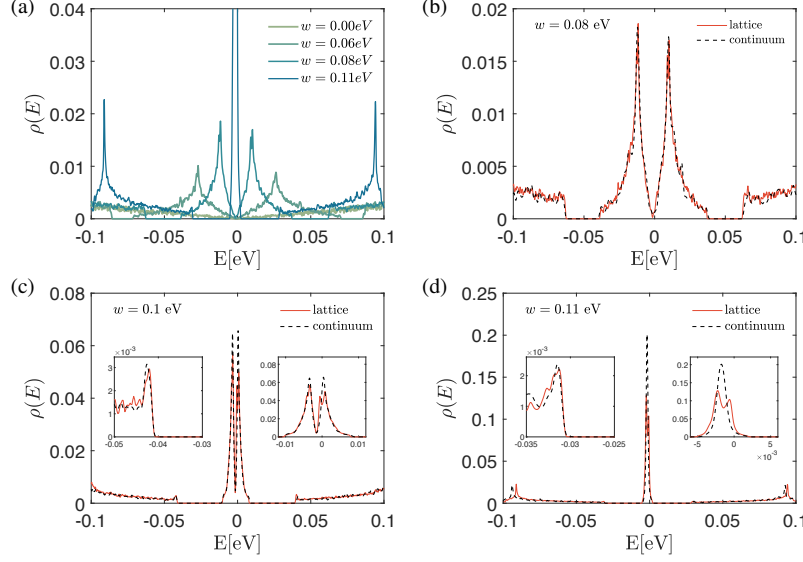 (a)
0.04
0.03
0.02
0.01
0
ρ(E)
-0.1
-0.05
0
0.05
0.1
E[eV]
w = 0.00eV
w = 0.06eV
w = 0.08eV
w = 0.11eV
(b)
0.02
0.015
0.01
0.005
0
ρ(E)
-0.1
-0.05
0
0.05
0.1
E[eV]
w = 0.08 eV
lattice
continuum
(c)
0.08
0.06
0.04
0.02
0
ρ(E)
-0.1
-0.05
0
0.05
0.1
E[eV]
w = 0.1 eV
lattice
continuum
×10⁻³
3
2
1
0
-0.05
-0.04
-0.03
0.08
0.06
0.04
0.02
0
-0.01
0
0.01
(d)
0.25
0.2
0.15
0.1
0.05
0
ρ(E)
-0.1
-0.05
0
0.05
0.1
E[eV]
w = 0.11 eV
lattice
continuum
×10⁻³
2
1
0
-0.035
-0.03
-0.025
0.2
0.15
0.1
0.05
0
-5
0
5
×10⁻³